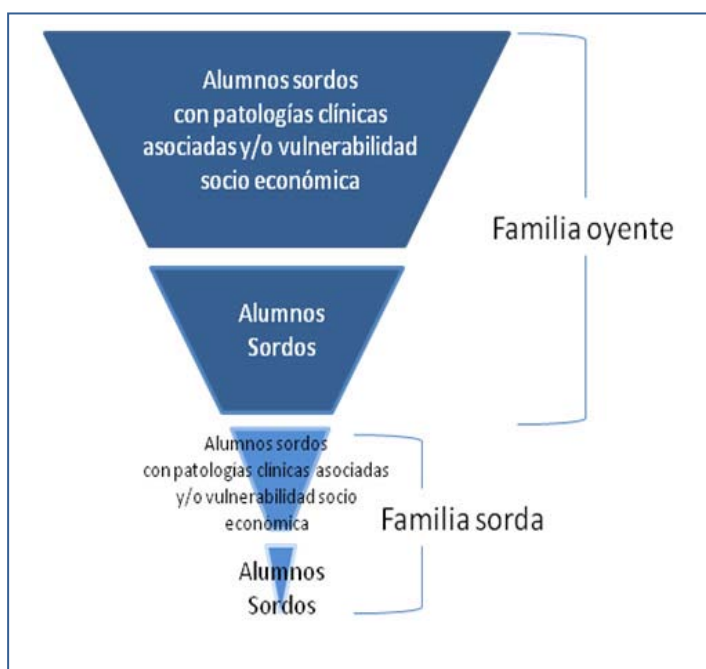 Alumnos sordos
con patologías clínicas
asociadas y/o vulnerabilidad
socio económica
Familia oyente
Alumnos
Sordos
Alumnos sordos
con patologías clínicas asociadas
y/o vulnerabilidad socio
económica
Familia sorda
Alumnos
Sordos